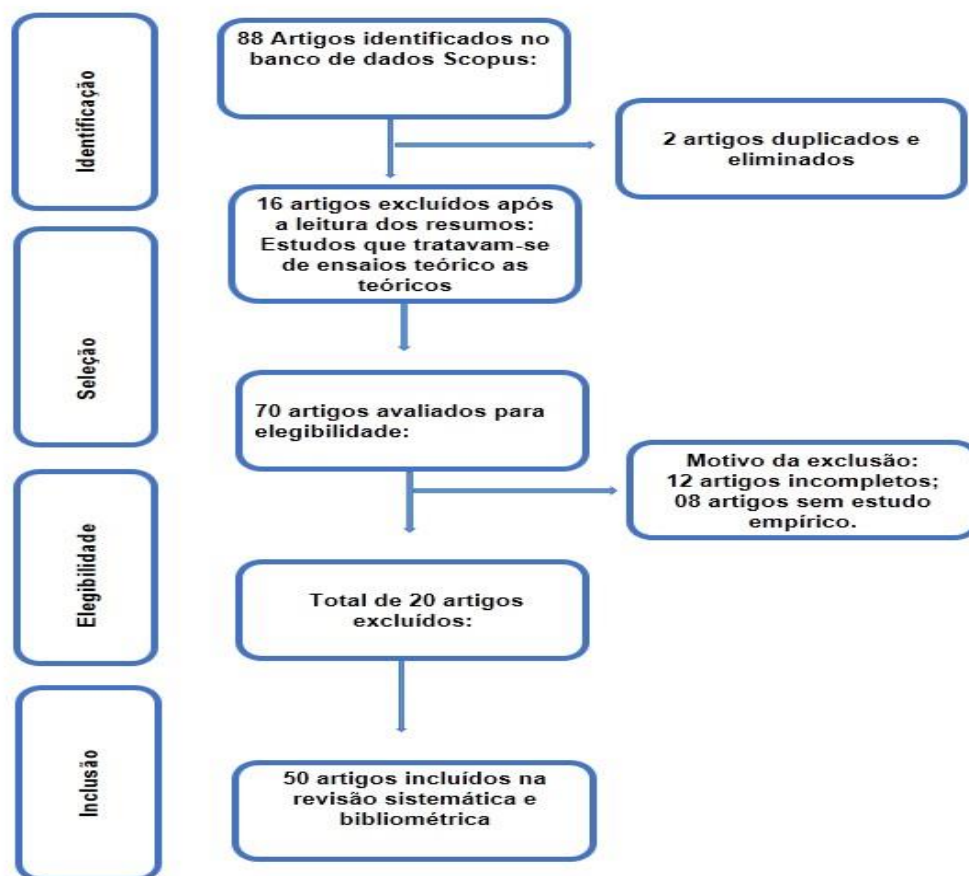 Identificação
88 Artigos identificados no
banco de dados Scopus:
2 artigos duplicados e
eliminados
16 artigos excluídos após
a leitura dos resumos:
Estudos que tratavam-se
de ensaios teórico as
teóricos
Seleção
70 artigos avaliados para
elegibilidade:
Motivo da exclusão:
12 artigos incompletos;
08 artigos sem estudo
empírico.
Elegibilidade
Total de 20 artigos
excluídos:
Inclusão
50 artigos incluídos na
revisão sistemática e
bibliométrica